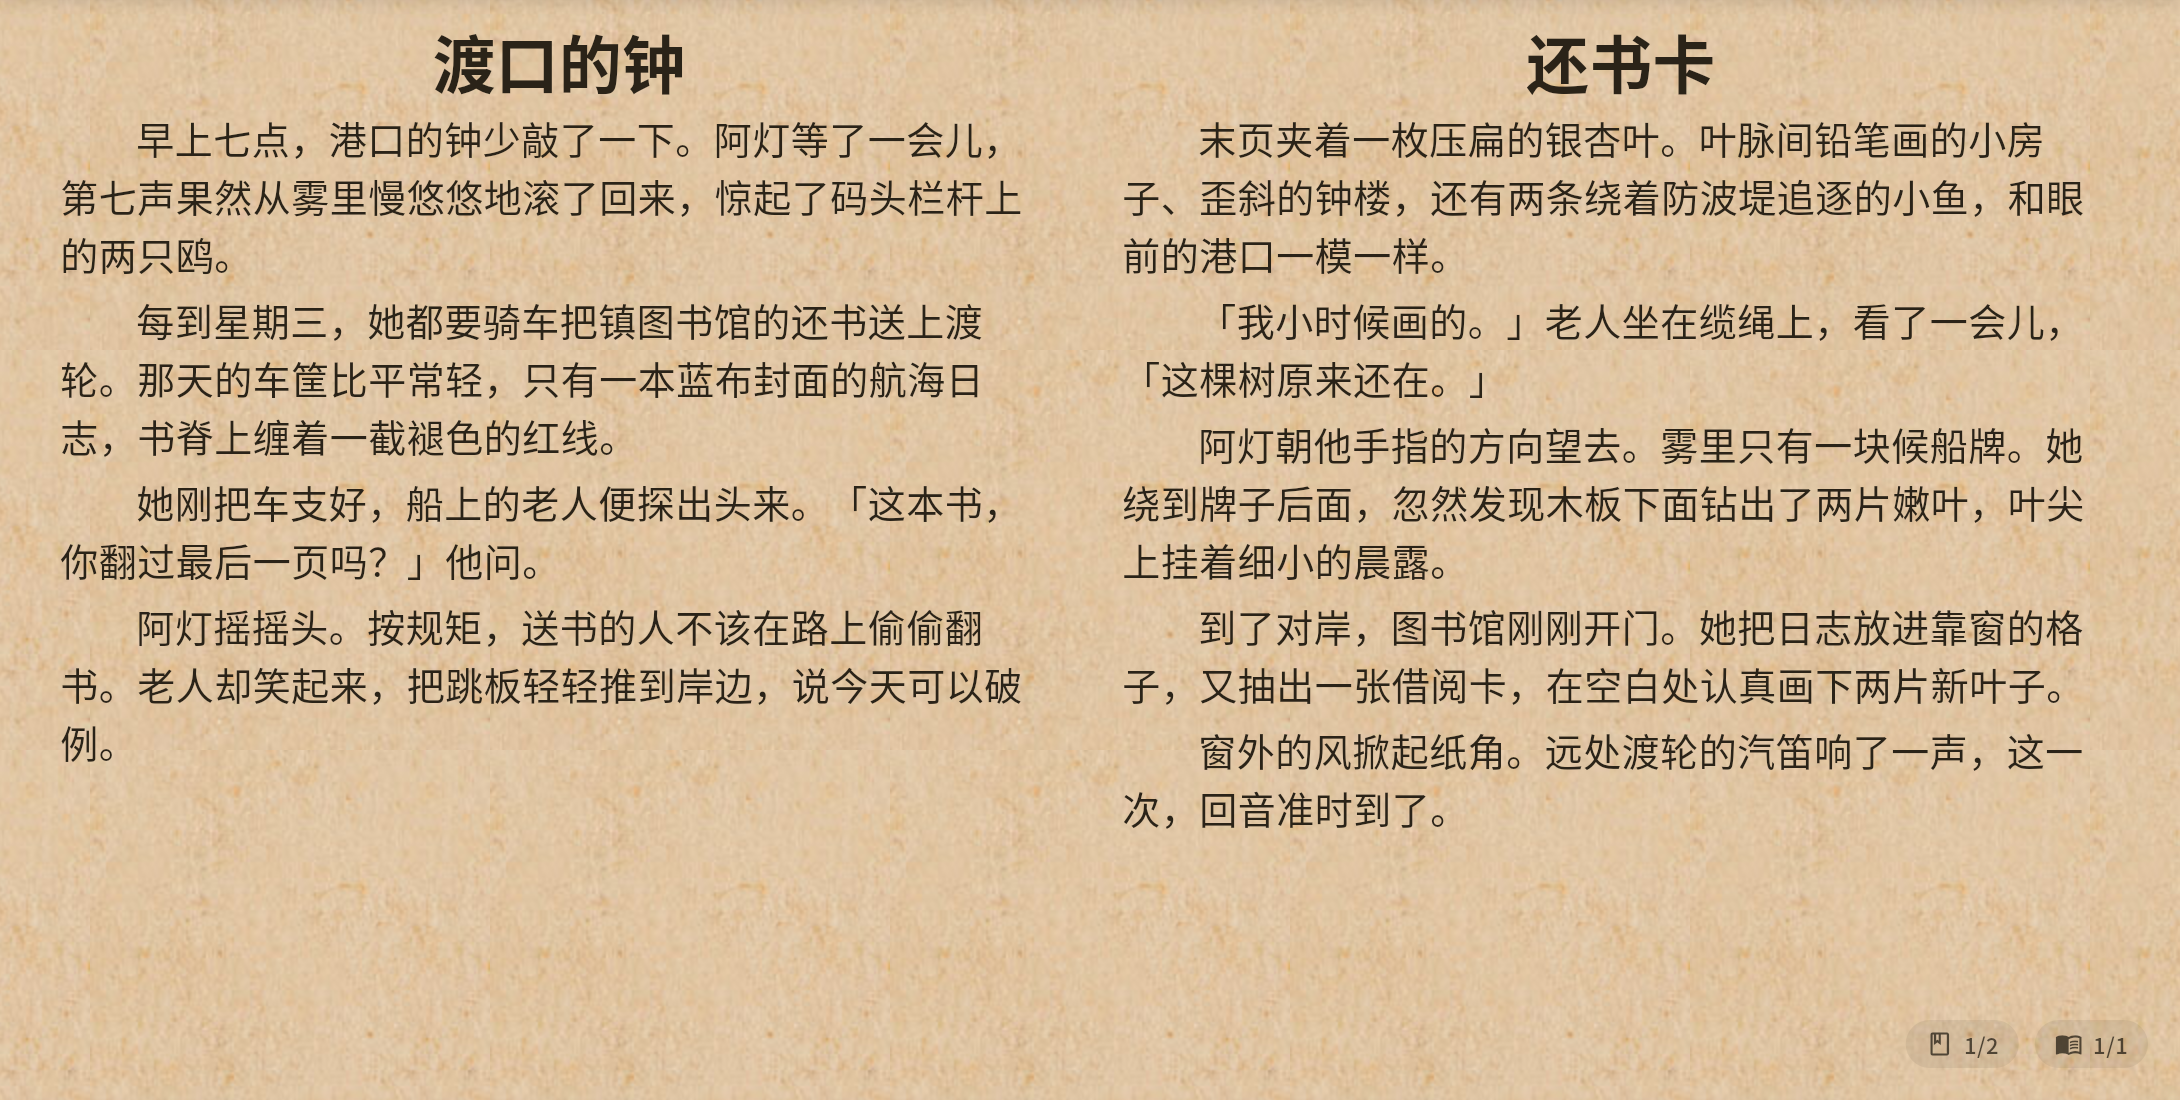 渡口的钟
早上七点，港口的钟少敲了一下。阿灯等了一会儿，
第七声果然从雾里慢悠悠地滚了回来，惊起了码头栏杆上
的两只鸥。
每到星期三，她都要骑车把镇图书馆的还书送上渡
轮。那天的车筐比平常轻，只有一本蓝布封面的航海日
志，书脊上缠着一截褪色的红线。
她刚把车支好，船上的老人便探出头来。「这本书，
你翻过最后一页吗？」他问。
阿灯摇摇头。按规矩，送书的人不该在路上偷偷翻
书。老人却笑起来，把跳板轻轻推到岸边，说今天可以破
例。
还书卡
末页夹着一枚压扁的银杏叶。叶脉间铅笔画的小房
子、歪斜的钟楼，还有两条绕着防波堤追逐的小鱼，和眼
前的港口一模一样。
「我小时候画的。」老人坐在缆绳上，看了一会儿，
「这棵树原来还在。」
阿灯朝他手指的方向望去。雾里只有一块候船牌。她
绕到牌子后面，忽然发现木板下面钻出了两片嫩叶，叶尖
上挂着细小的晨露。
到了对岸，图书馆刚刚开门。她把日志放进靠窗的格
子，又抽出一张借阅卡，在空白处认真画下两片新叶子。
窗外的风掀起纸角。远处渡轮的汽笛响了一声，这一
次，回音准时到了。
1/2
1/1